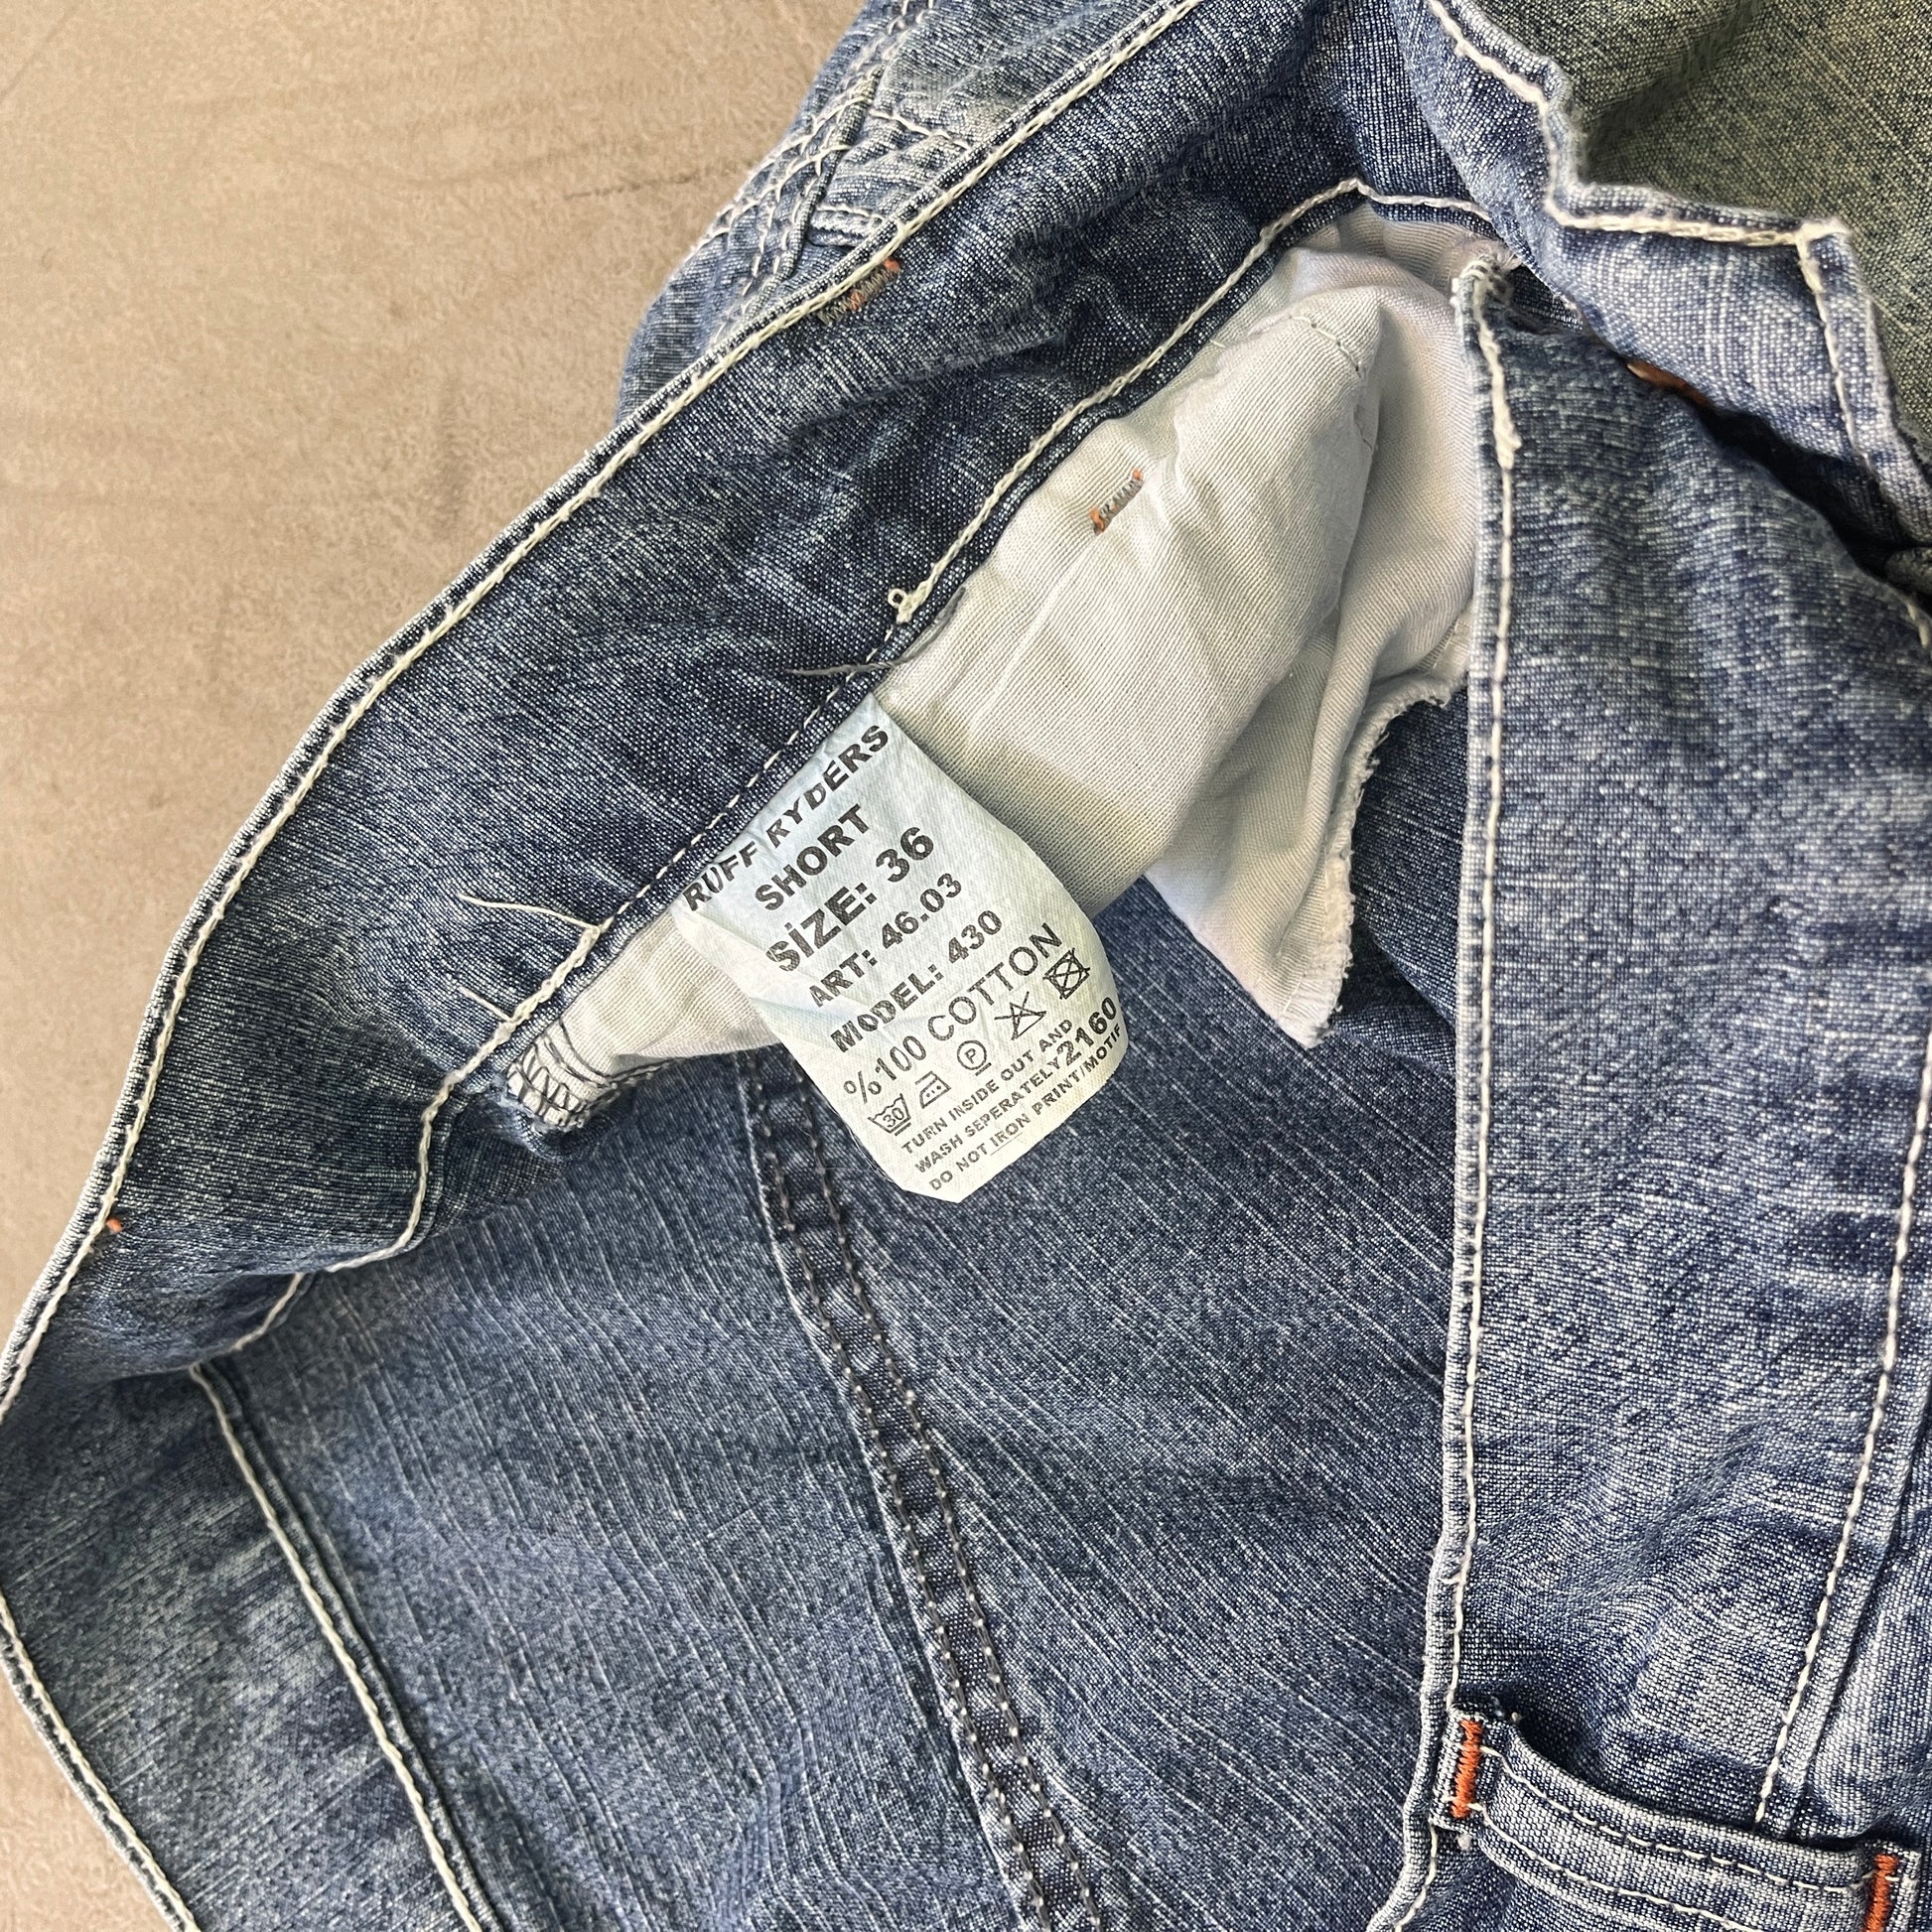 RUFF RYDERS
SHORT
SİZE: 36
ART: 46.03
MODEL: 430
%100 COTTON
30 P
TURN INSIDE OUT AND
WASH SEPERATELY 2160
DO NOT IRON PRINT/MOTIF